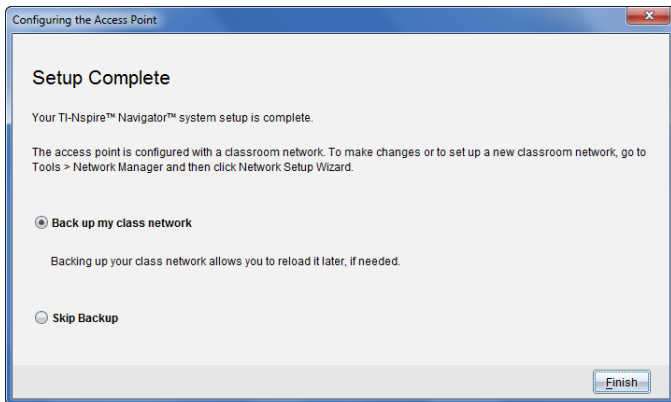 Configuring the Access Point
Setup Complete
Your TI-Nspire™ Navigator™ system setup is complete.
The access point is configured with a classroom network. To make changes or to set up a new classroom network, go to
Tools > Network Manager and then click Network Setup Wizard.
Back up my class network
Backing up your class network allows you to reload it later, if needed.
Skip Backup
Finish